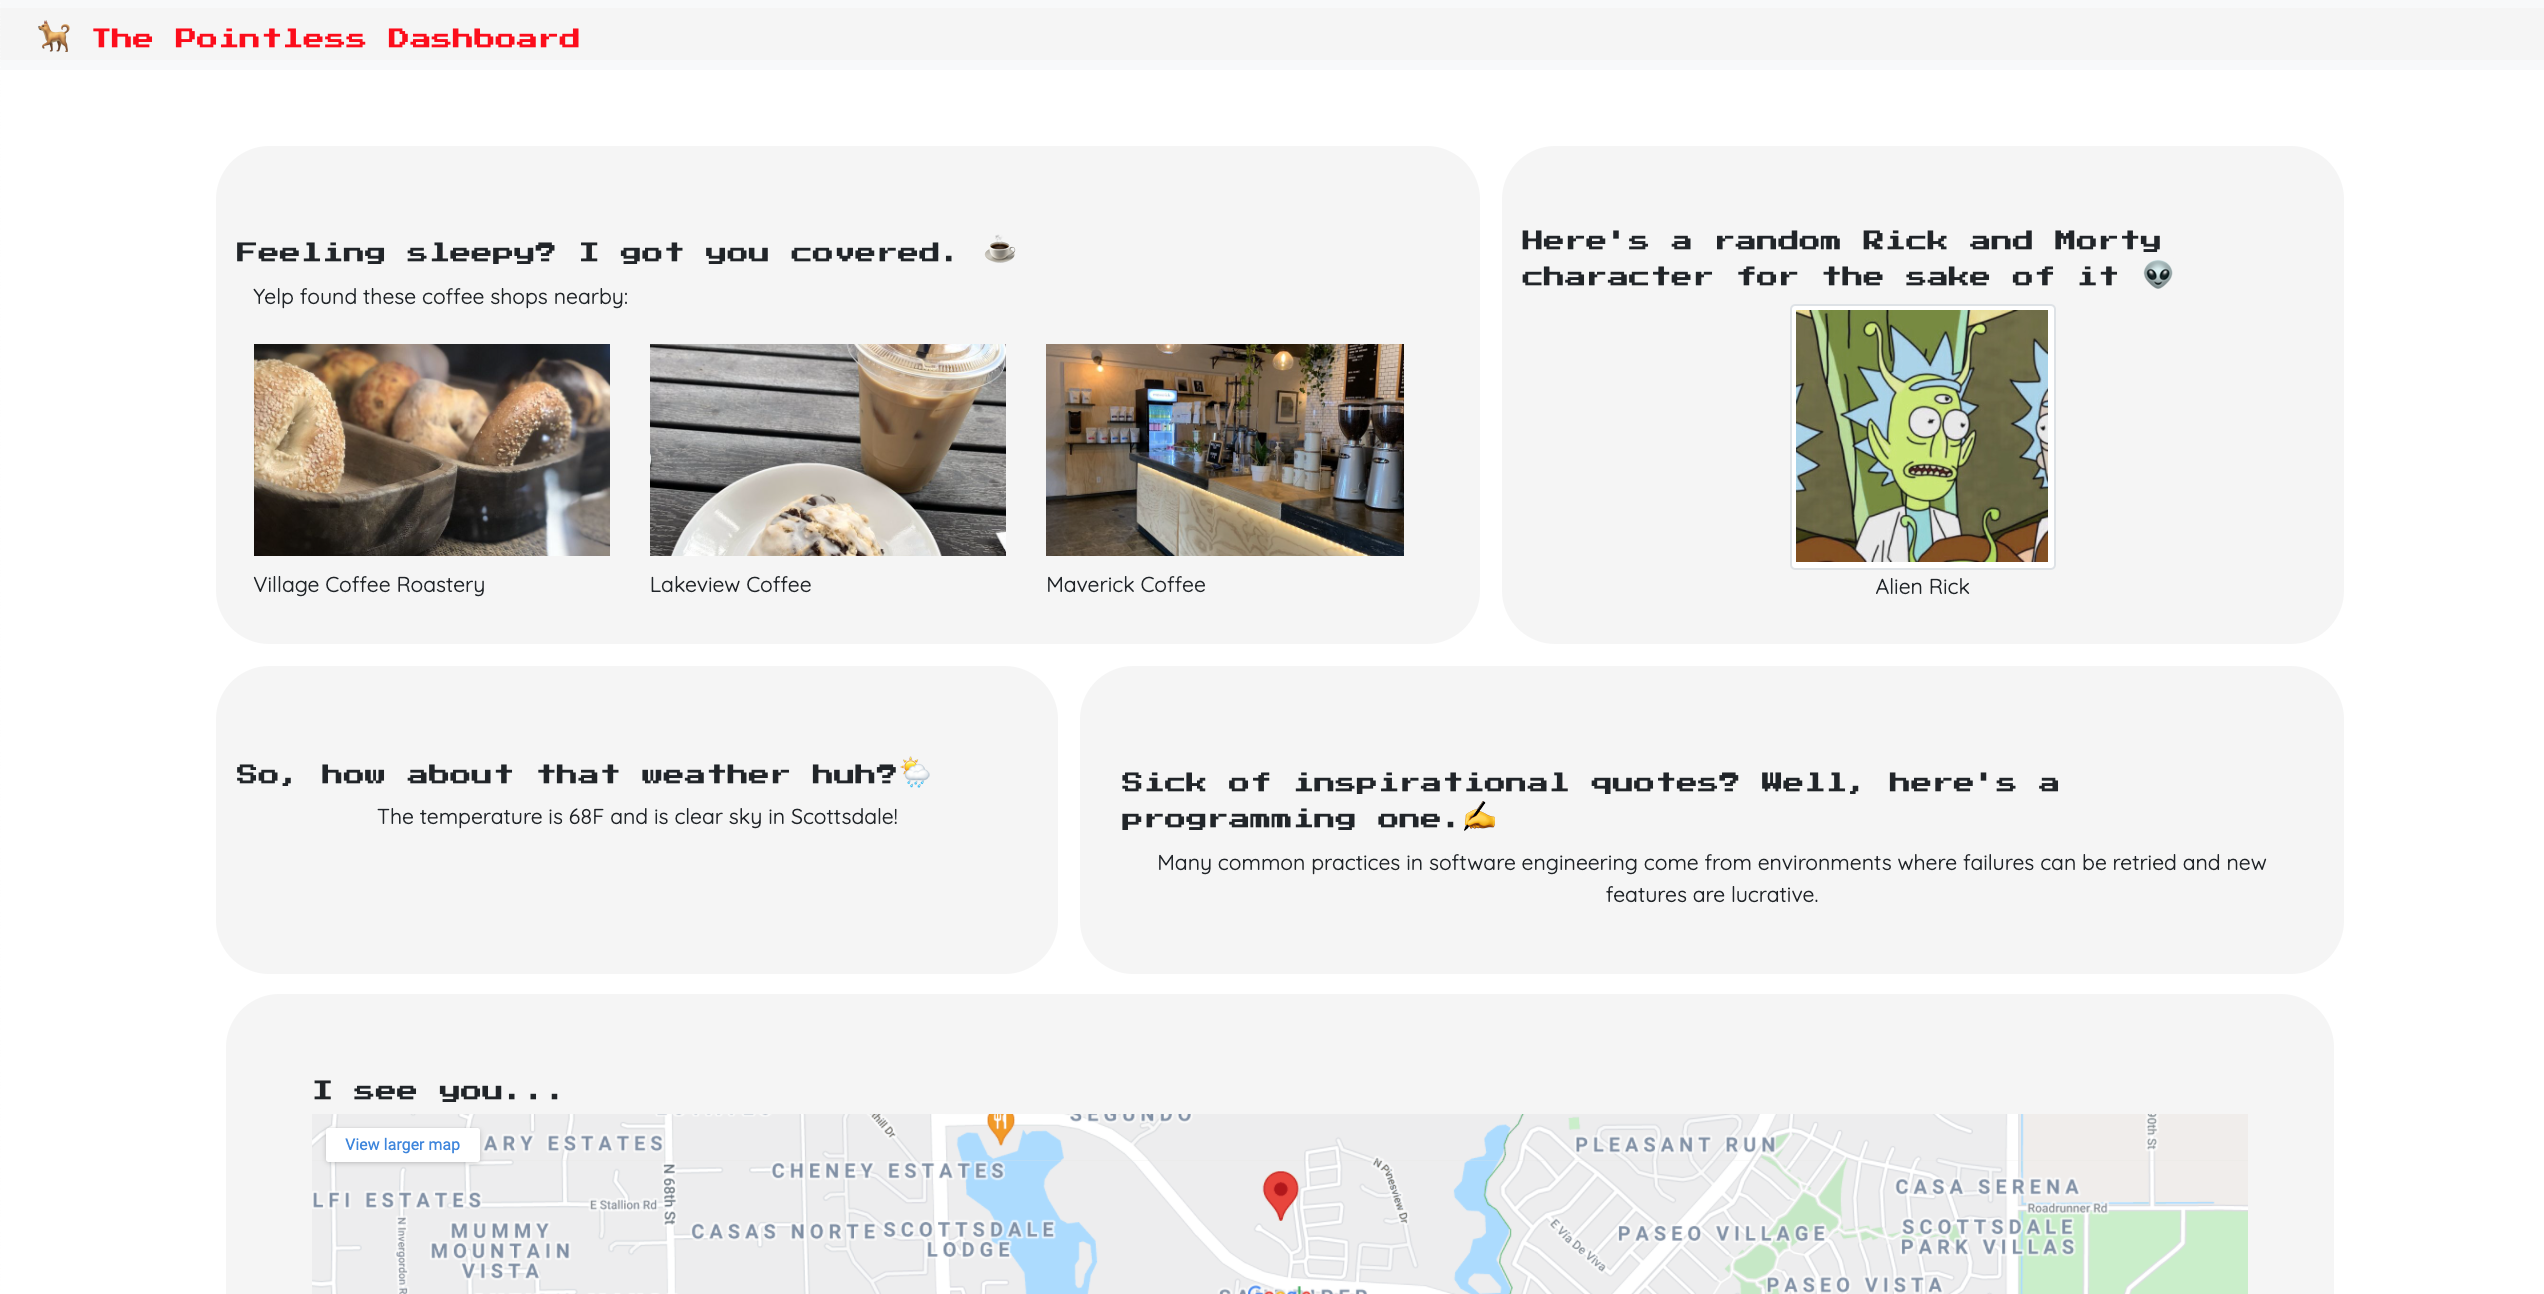 The Pointless Dashboard
Feeling sleepy? I got you covered.
Yelp found these coffee shops nearby:
Village Coffee Roastery
Lakeview Coffee
Maverick Coffee
Here's a random Rick and Morty
character for the sake of it
Alien Rick
So, how about that weather huh?
The temperature is 68F and is clear sky in Scottsdale!
Sick of inspirational quotes? Well, here's a
programming one.
Many common practices in software engineering come from environments where failures can be retried and new
features are lucrative.
I see you...
View larger map
ARY ESTATES
LFI ESTATES
MUMMY
MOUNTAIN
VISTA
N Invergordon R
E Stallion Rd
N 68th St
CHENEY ESTATES
CASAS NORTE
SCOTTSDALE
LODGE
hill Dr
SEGUNDO
N Pinesview Dr
Google
PLEASANT RUN
E Via De Viva
PASEO VILLAGE
CASA SERENA
Roadrunner Rd
SCOTTSDALE
PARK VILLAS
PASEO VISTA
90th St